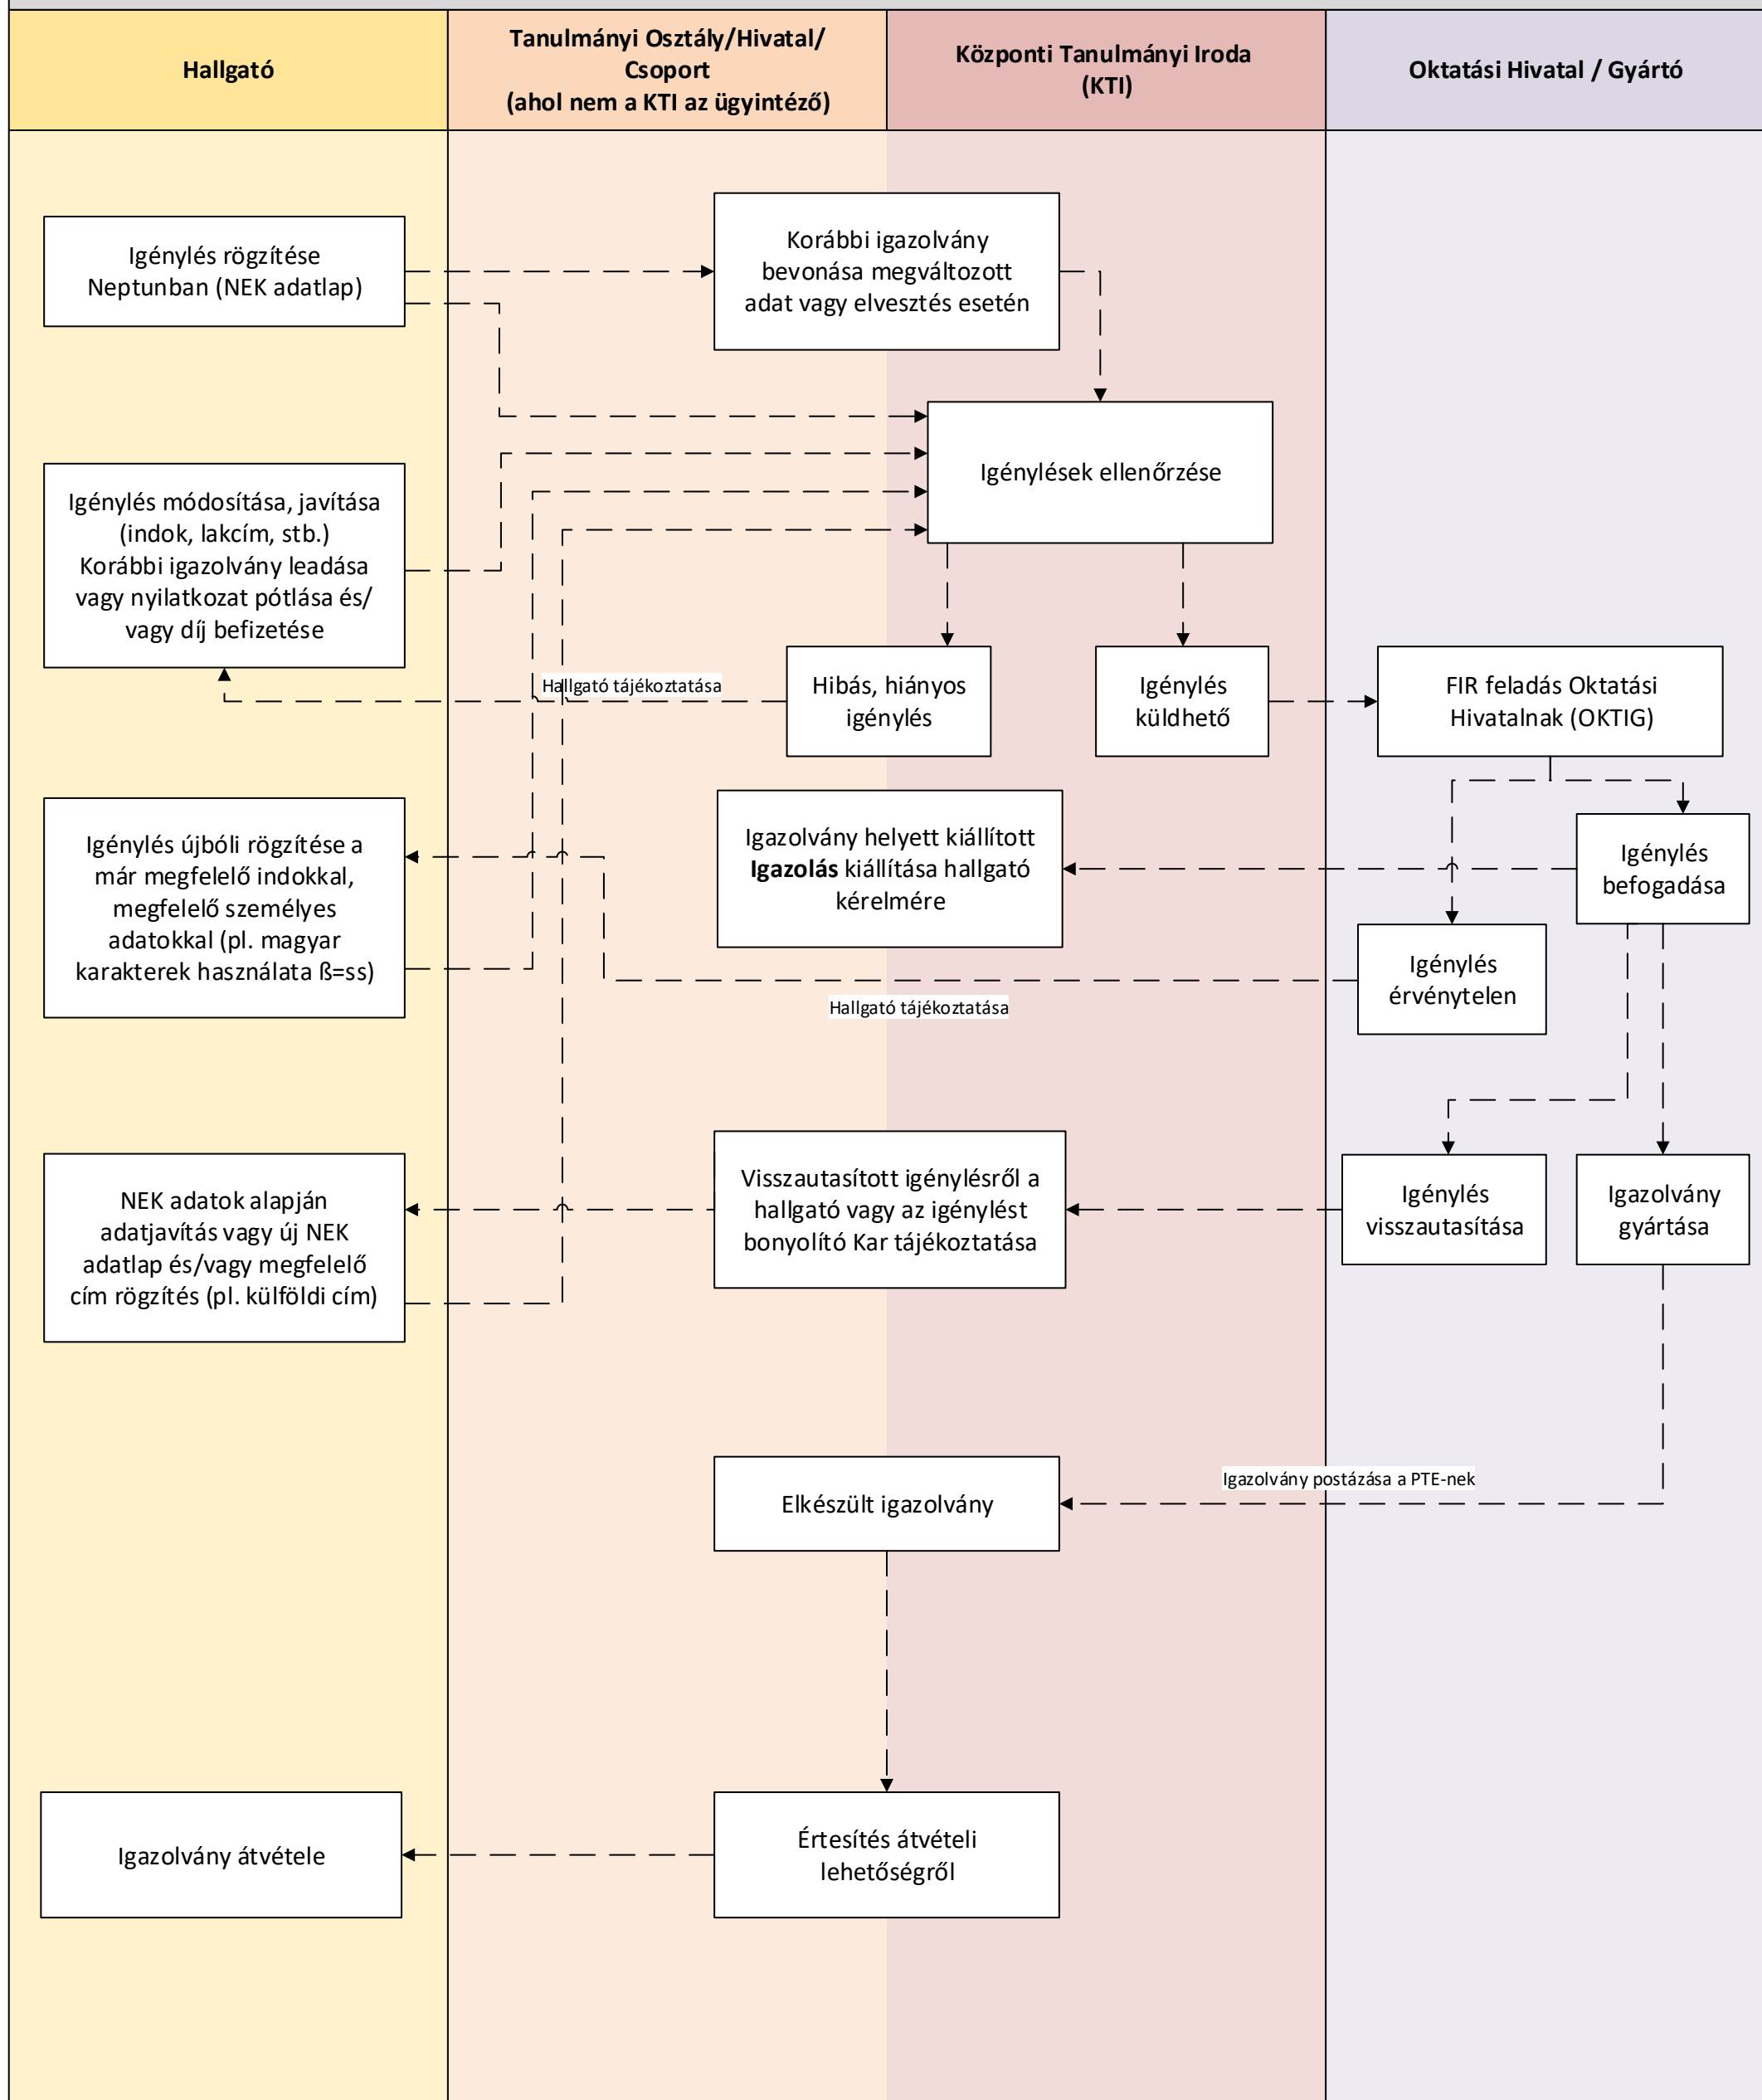 Hallgató
Tanulmányi Osztály/Hivatal/
Csoport
(ahol nem a KTI az ügyintéző)
Központi Tanulmányi Iroda
(KTI)
Oktatási Hivatal / Gyártó
Igénylés rögzítése
Neptunban (NEK adatlap)
Korábbi igazolvány
bevonása megváltozott
adat vagy elvesztés esetén
Igénylések ellenőrzése
Igénylés módosítása, javítása
(indok, lakcím, stb.)
Korábbi igazolvány leadása
vagy nyilatkozat pótlása és/
vagy díj befizetése
Hallgató tájékoztatása
Hibás, hiányos
igénylés
Igénylés
küldhető
FIR feladás Oktatási
Hivatalnak (OKTIG)
Igénylés újbóli rögzítése a
már megfelelő indokkal,
megfelelő személyes
adatokkal (pl. magyar
karakterek használata ß=ss)
Igazolvány helyett kiállított
Igazolás kiállítása hallgató
kérelmére
Igénylés
befogadása
Igénylés
érvénytelen
Hallgató tájékoztatása
NEK adatok alapján
adatjavítás vagy új NEK
adatlap és/vagy megfelelő
cím rögzítés (pl. külföldi cím)
Visszautasított igénylésről a
hallgató vagy az igénylést
bonyolító Kar tájékoztatása
Igénylés
visszautasítása
Igazolvány
gyártása
Igazolvány postázása a PTE-nek
Elkészült igazolvány
Igazolvány átvétele
Értesítés átvételi
lehetőségről